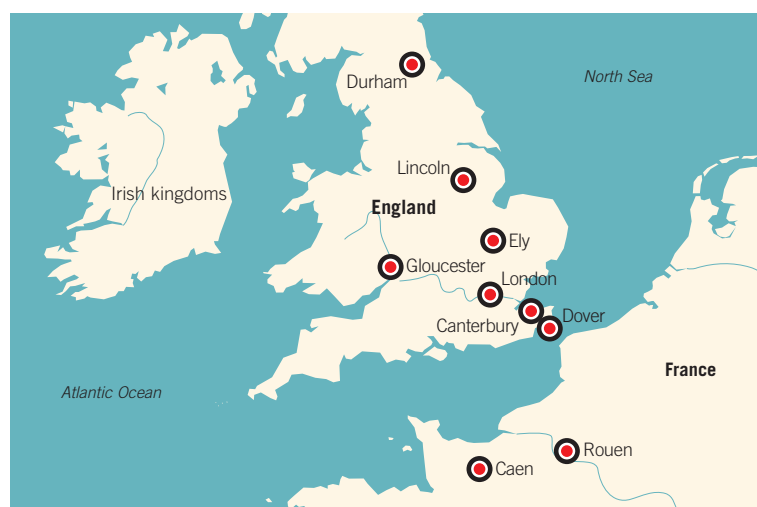 North Sea
Durham
Lincoln
Irish kingdoms
England
Ely
Gloucester
London
Dover
Canterbury
France
Atlantic Ocean
Rouen
Caen